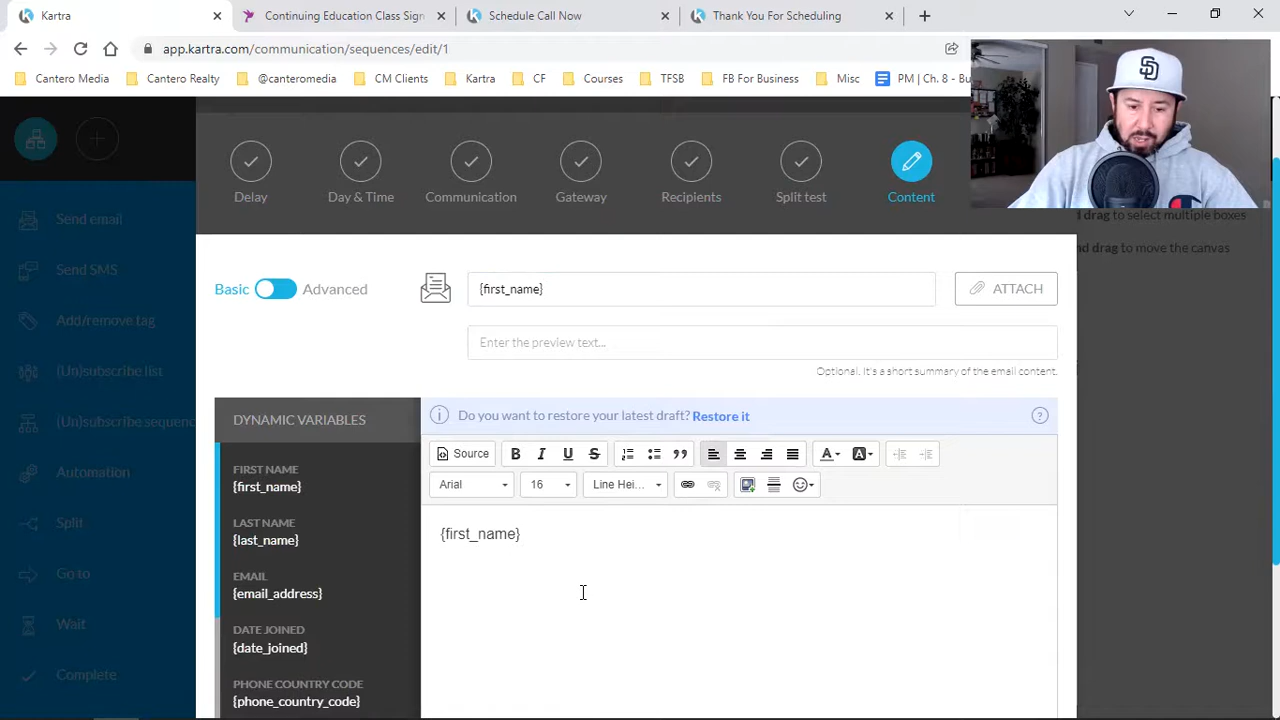 Kartra
Continuing Education Class Sign
Schedule Call Now
Thank You For Scheduling
app.kartra.com/communication/sequences/edit/1
Cantero Media
Cantero Realty
@canteromedia
CM Clients
Kartra
CF
Courses
TFSB
FB For Business
Misc
PM | Ch. 8 - Bu
Delay
Day & Time
Communication
Gateway
Recipients
Split test
Content
Send email
Send SMS
Add/remove tag
(Un)subscribe list
(Un)subscribe sequenc
Automation
Split
Go to
Wait
Complete
d drag to select multiple boxes
nd drag to move the canvas
Basic
Advanced
{first_name}
ATTACH
Enter the preview text...
Optional. It's a short summary of the email content.
DYNAMIC VARIABLES
FIRST NAME
{first_name}
LAST NAME
{last_name}
EMAIL
{email_address}
DATE JOINED
{date_joined}
PHONE COUNTRY CODE
{phone_country_code}
Do you want to restore your latest draft? Restore it
Source
B I U S
A A
Arial
16
Line Hei...
{first_name}
SD